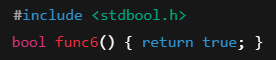 #include <stdbool.h>
bool func6() { return true; }